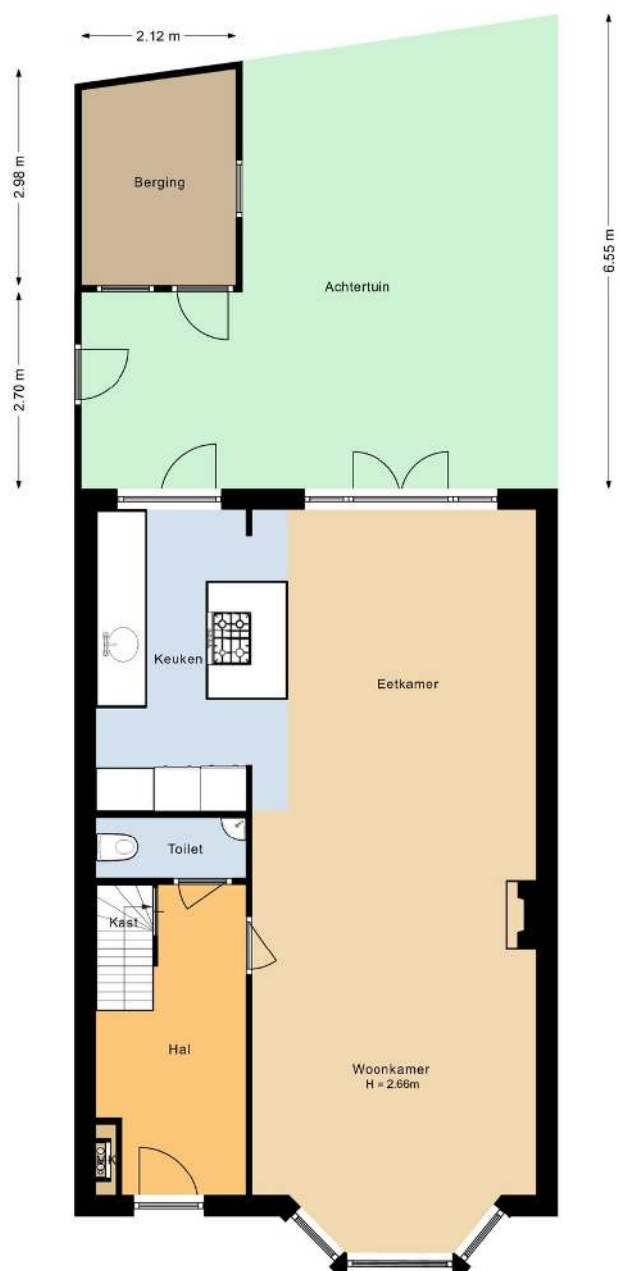 2.12 m
2.98 m
Berging
6.55 m
Achtertuin
2.70 m
Keuken
Eetkamer
Toilet
Kast
Hal
Woonkamer
H = 2.66m
K